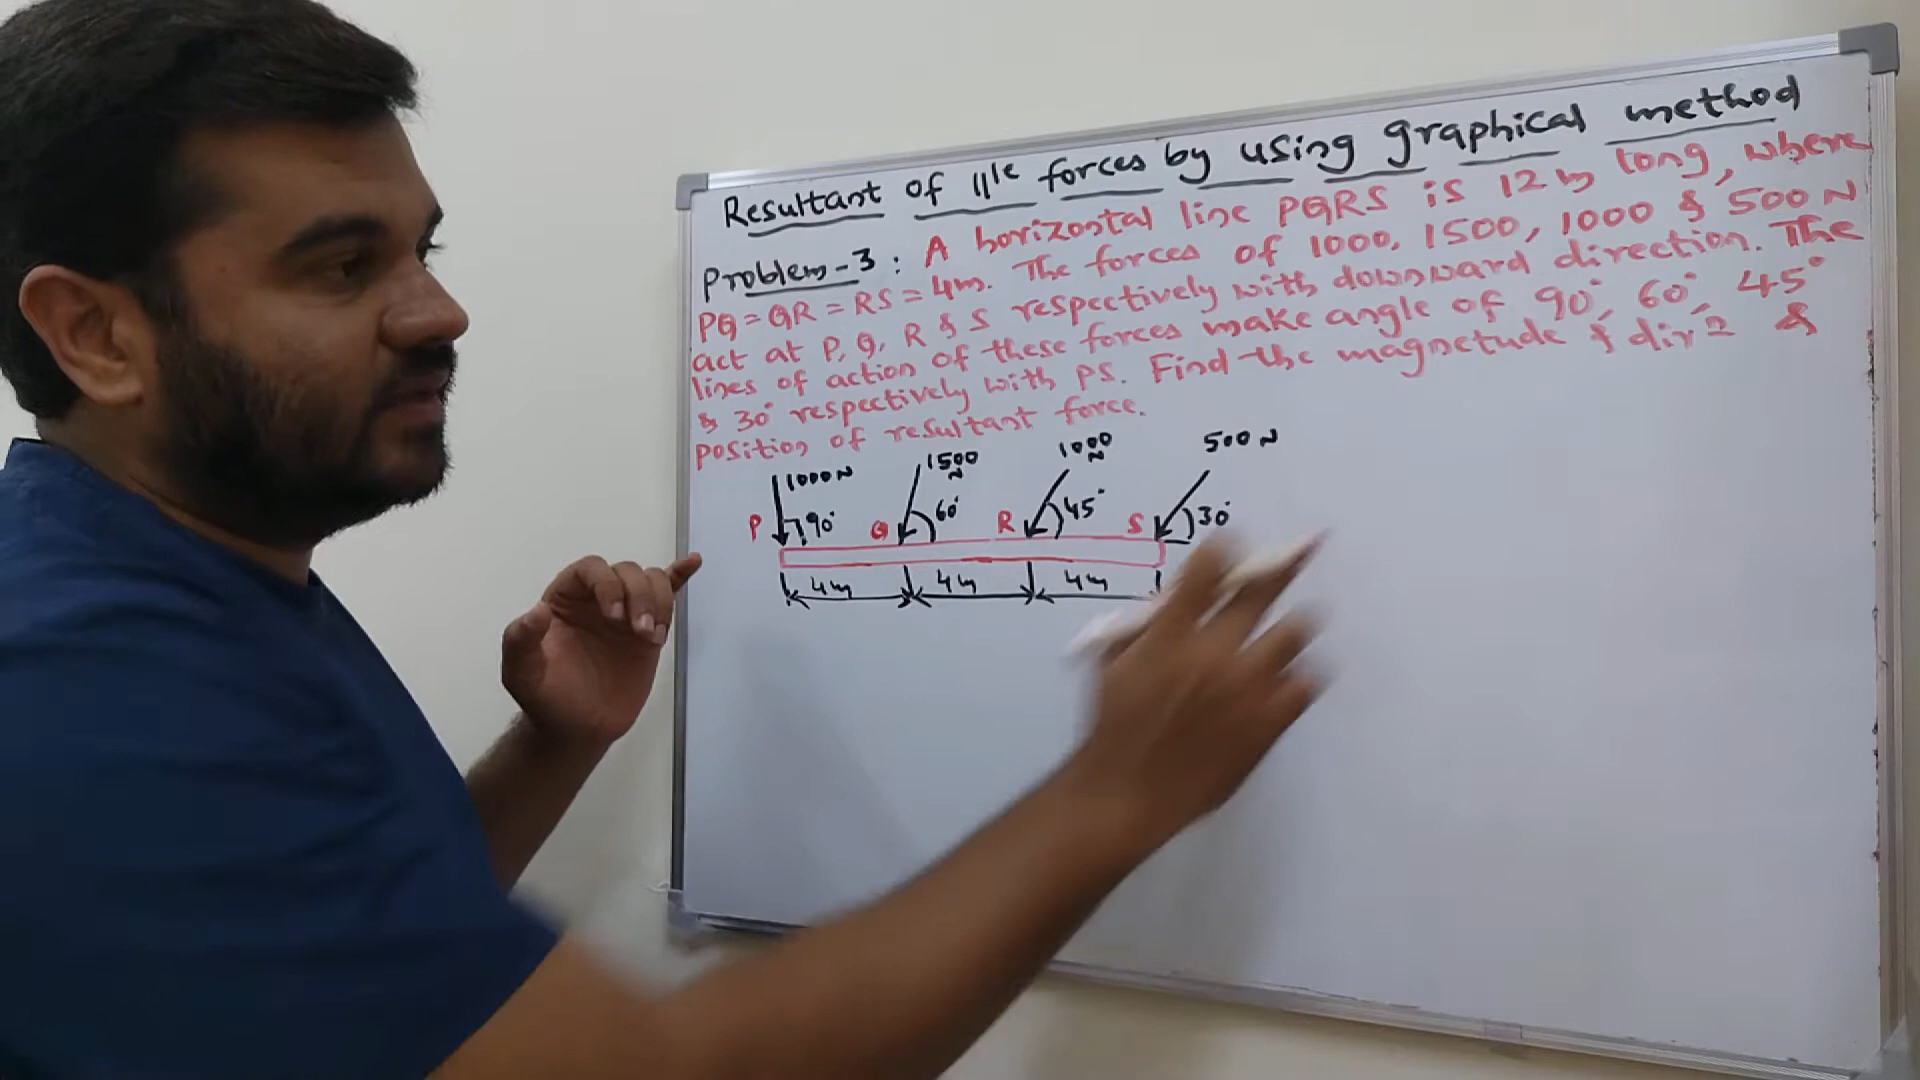 Resultant of ||le forces by using graphical method
Problem-3: A horizontal line PQRS is 12 m long, where
PQ = QR = RS = 4m. The forces of 1000, 1500, 1000 & 500 N
act at P, Q, R & S respectively with downward direction. The
lines of action of these forces make angle of 90°, 60°, 45°
& 30° respectively with PS. Find the magnetude & dirn &
position of resultant force.
1000 N 1500 N 1000 N 500 N
P 90° Q 60° R 45° S 30°
4m 4m 4m